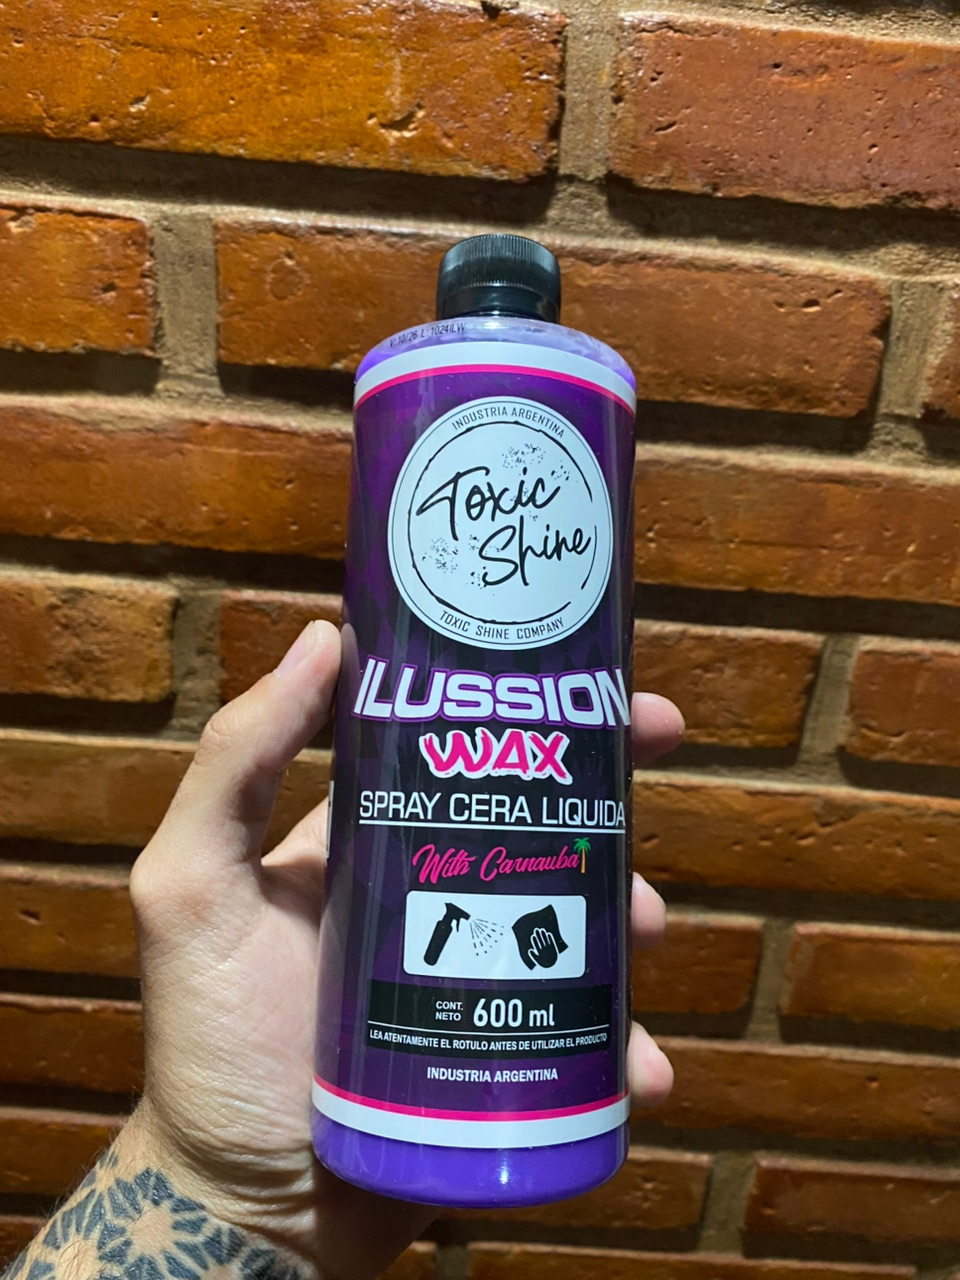 V:10/26 L:1024ILW
INDUSTRIA ARGENTINA
Toxic
Shine
TOXIC SHINE COMPANY
ILUSSION
WAX
SPRAY CERA LIQUIDA
With Carnauba
CONT.
NETO 600 ml
LEA ATENTAMENTE EL ROTULO ANTES DE UTILIZAR EL PRODUCTO
INDUSTRIA ARGENTINA